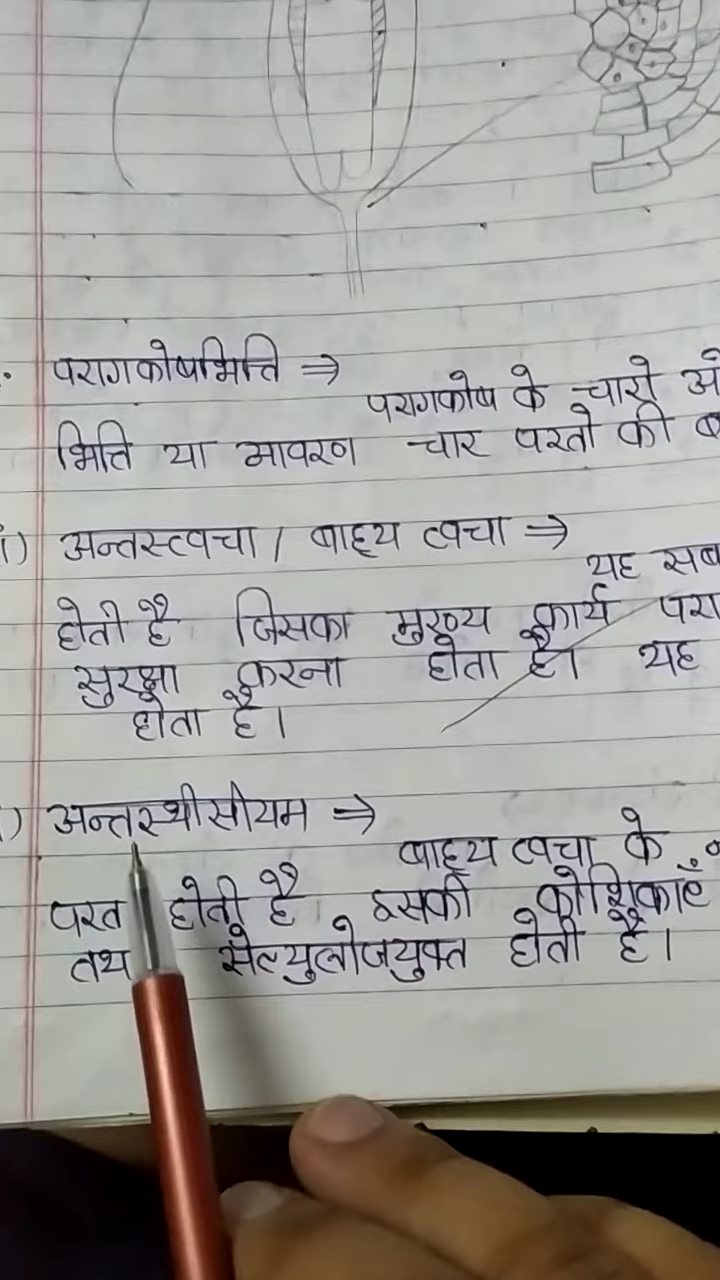 परागकोषभित्ति ⇒
परागकोष के चारो
भित्ति या आवरण चार परतो की
अन्तस्त्वचा / बाह्य त्वचा ⇒
यह
होती है जिसका मुख्य कार्य
सुरक्षा करना होता है। यह
होता है।
अन्तस्थीसीयम ⇒
बाह्य त्वचा के
परत होती है। इसकी कोशिकाएँ
सेल्युलोजयुक्त होती है।